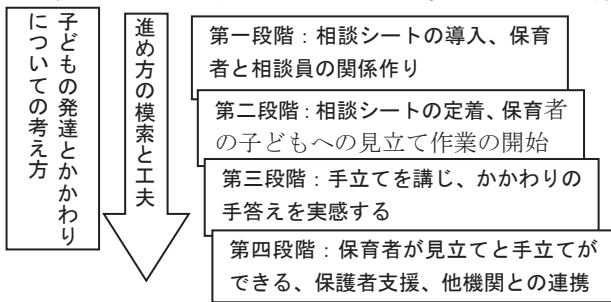 子どもの発達とかかわり
についての考え方
進め方の模索と工夫
第一段階：相談シートの導入、保育
者と相談員の関係作り
第二段階：相談シートの定着、保育者
の子どもへの見立て作業の開始
第三段階：手立てを講じ、かかわりの
手答えを実感する
第四段階：保育者が見立てと手立てが
できる、保護者支援、他機関との連携